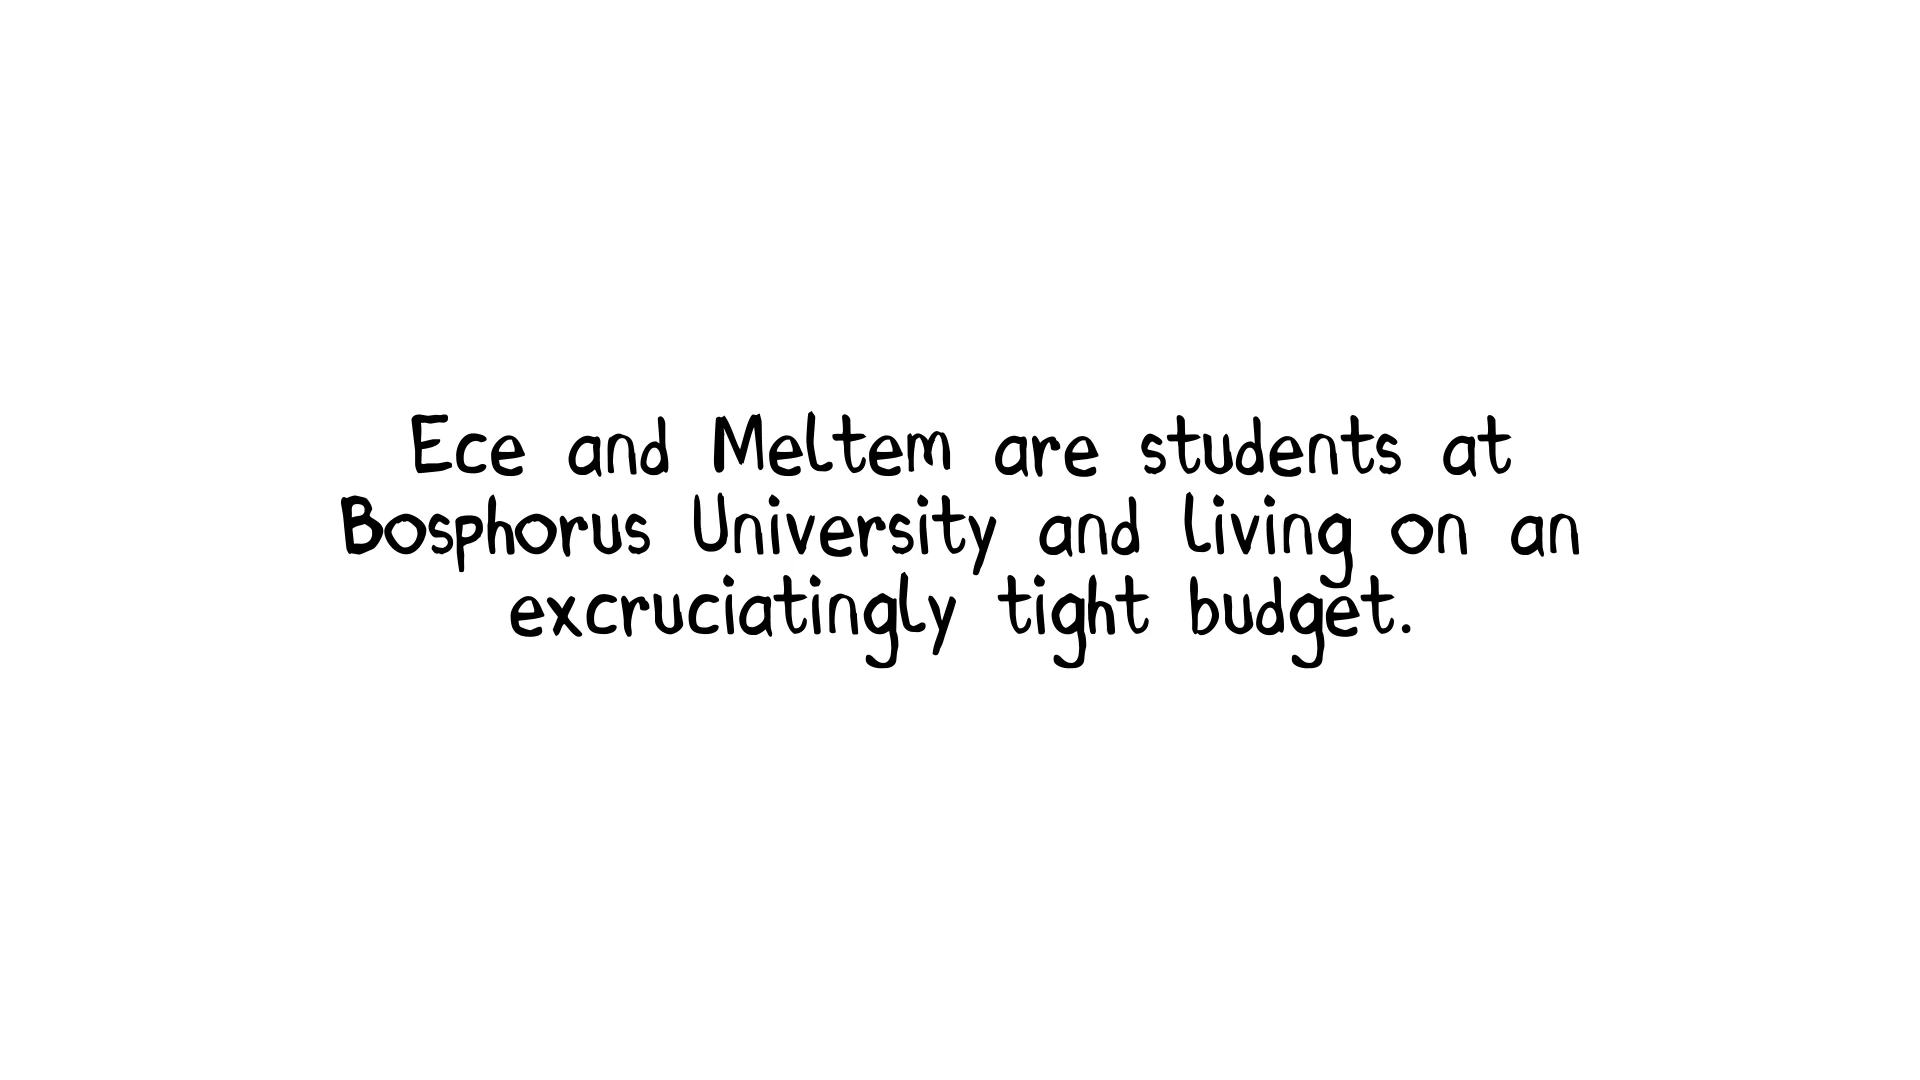 Ece and Meltem are students at
Bosphorus University and living on an
excruciatingly tight budget.